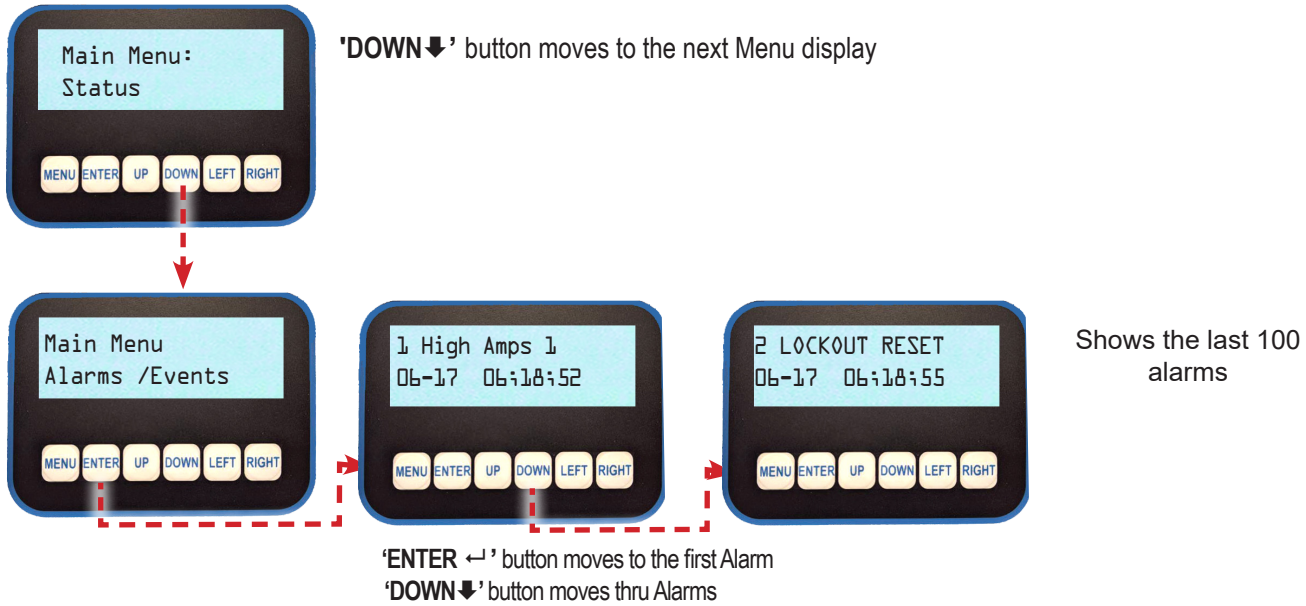 Main Menu:
Status
MENU ENTER UP DOWN LEFT RIGHT
'DOWN⬇’ button moves to the next Menu display
Main Menu
Alarms /Events
MENU ENTER UP DOWN LEFT RIGHT
1 High Amps 1
06-17 06:18:52
MENU ENTER UP DOWN LEFT RIGHT
2 LOCKOUT RESET
06-17 06:18:55
MENU ENTER UP DOWN LEFT RIGHT
Shows the last 100
alarms
‘ENTER ↵’ button moves to the first Alarm
‘DOWN⬇’ button moves thru Alarms